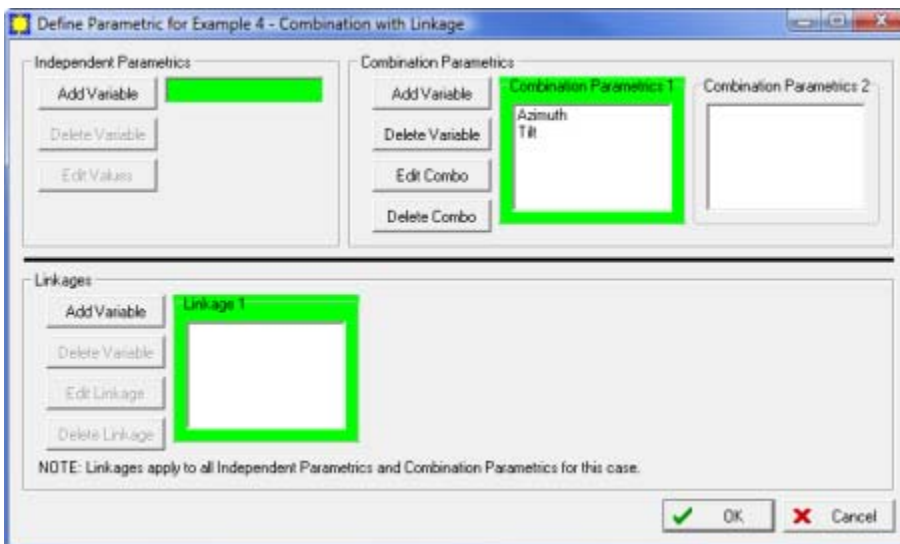 Define Parametric for Example 4 - Combination with Linkage
Independent Parametrics
Add Variable
Delete Variable
Edit Values
Combination Parametrics
Add Variable
Delete Variable
Edit Combo
Delete Combo
Combination Parametrics 1
Azimuth
Tilt
Combination Parametrics 2
Linkages
Add Variable
Delete Variable
Edit Linkage
Delete Linkage
Linkage 1
NOTE: Linkages apply to all Independent Parametrics and Combination Parametrics for this case.
OK
Cancel